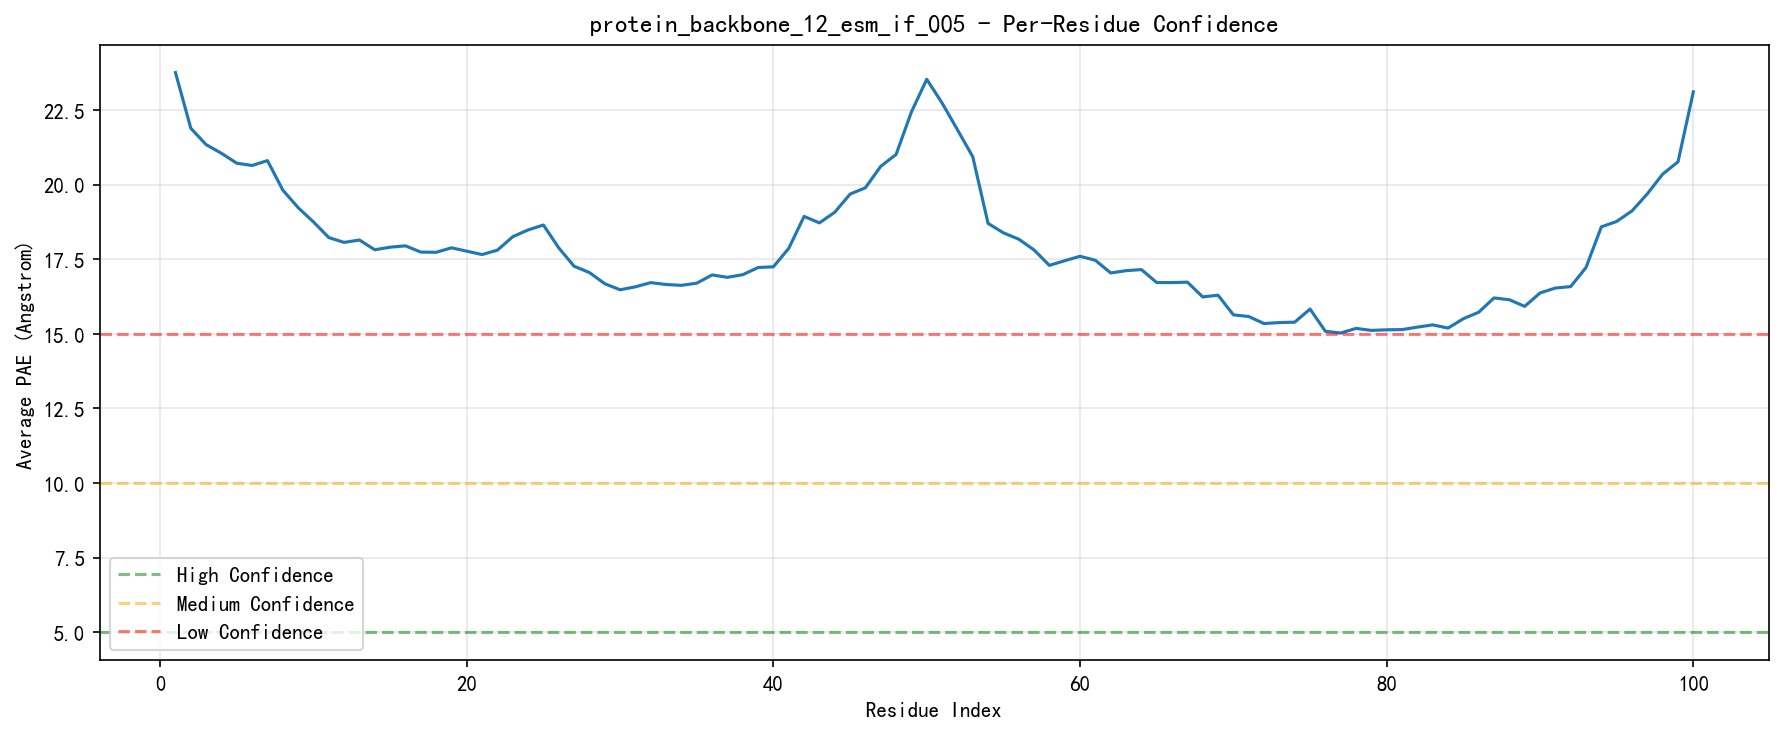 protein_backbone_12_esm_if_005 - Per-Residue Confidence
Average PAE (Angstrom)
22.5
20.0
17.5
15.0
12.5
10.0
7.5
5.0
High Confidence
Medium Confidence
Low Confidence
0
20
40
60
80
100
Residue Index